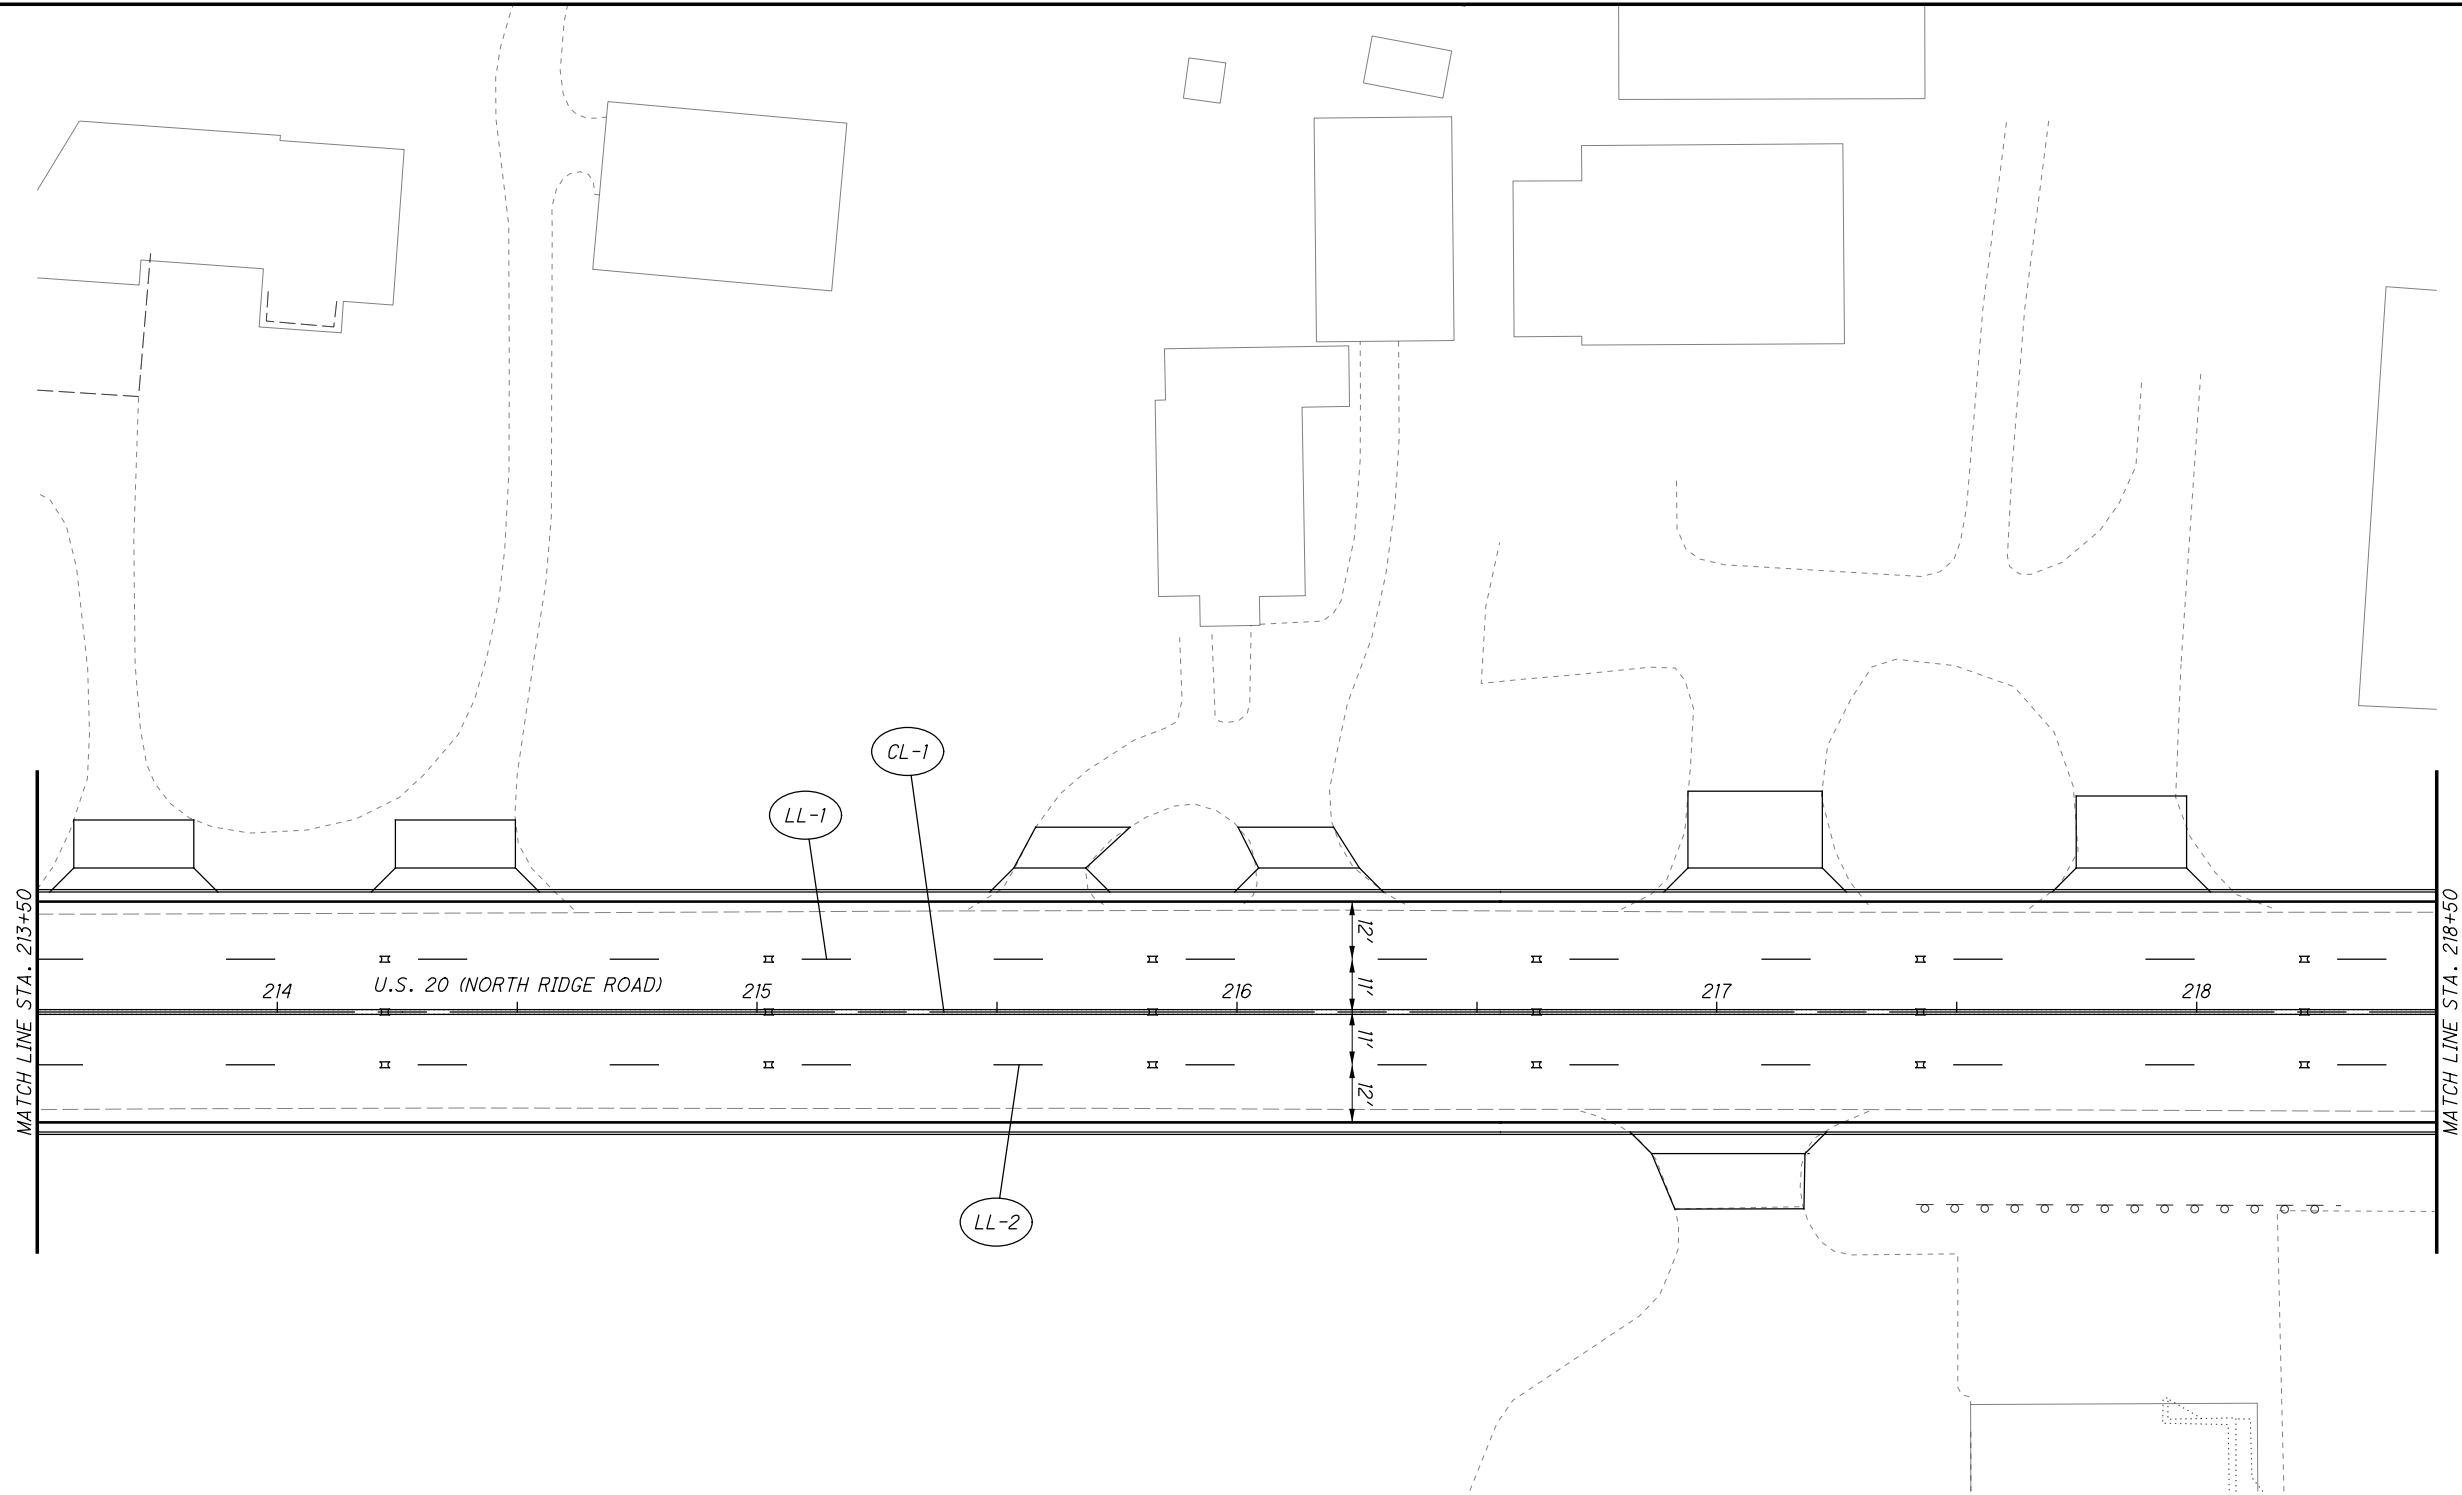 CL-1
LL-1
MATCH LINE STA. 213+50
MATCH LINE STA. 218+50
12'
11'
U.S. 20 (NORTH RIDGE ROAD)
214
215
216
217
218
11'
12'
LL-2